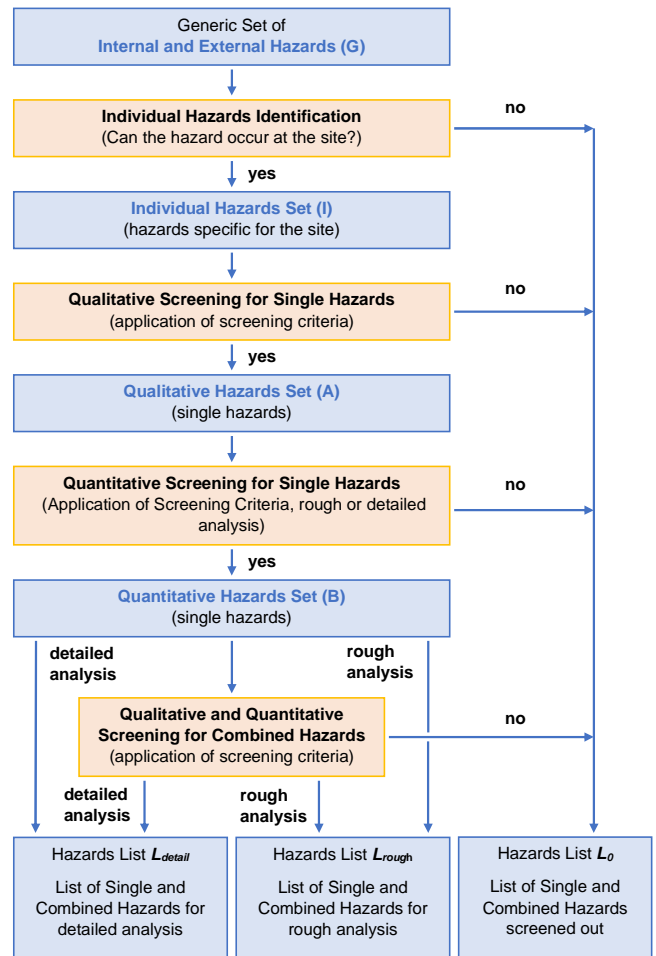 Generic Set of
Internal and External Hazards (G)
Individual Hazards Identification
(Can the hazard occur at the site?)
no
yes
Individual Hazards Set (I)
(hazards specific for the site)
Qualitative Screening for Single Hazards
(application of screening criteria)
no
yes
Qualitative Hazards Set (A)
(single hazards)
Quantitative Screening for Single Hazards
(Application of Screening Criteria, rough or detailed
analysis)
no
yes
Quantitative Hazards Set (B)
(single hazards)
detailed
analysis
rough
analysis
Qualitative and Quantitative
Screening for Combined Hazards
(application of screening criteria)
no
detailed
analysis
rough
analysis
Hazards List L_detail
List of Single and
Combined Hazards for
detailed analysis
Hazards List L_rough
List of Single and
Combined Hazards for
rough analysis
Hazards List L_0
List of Single and
Combined Hazards
screened out